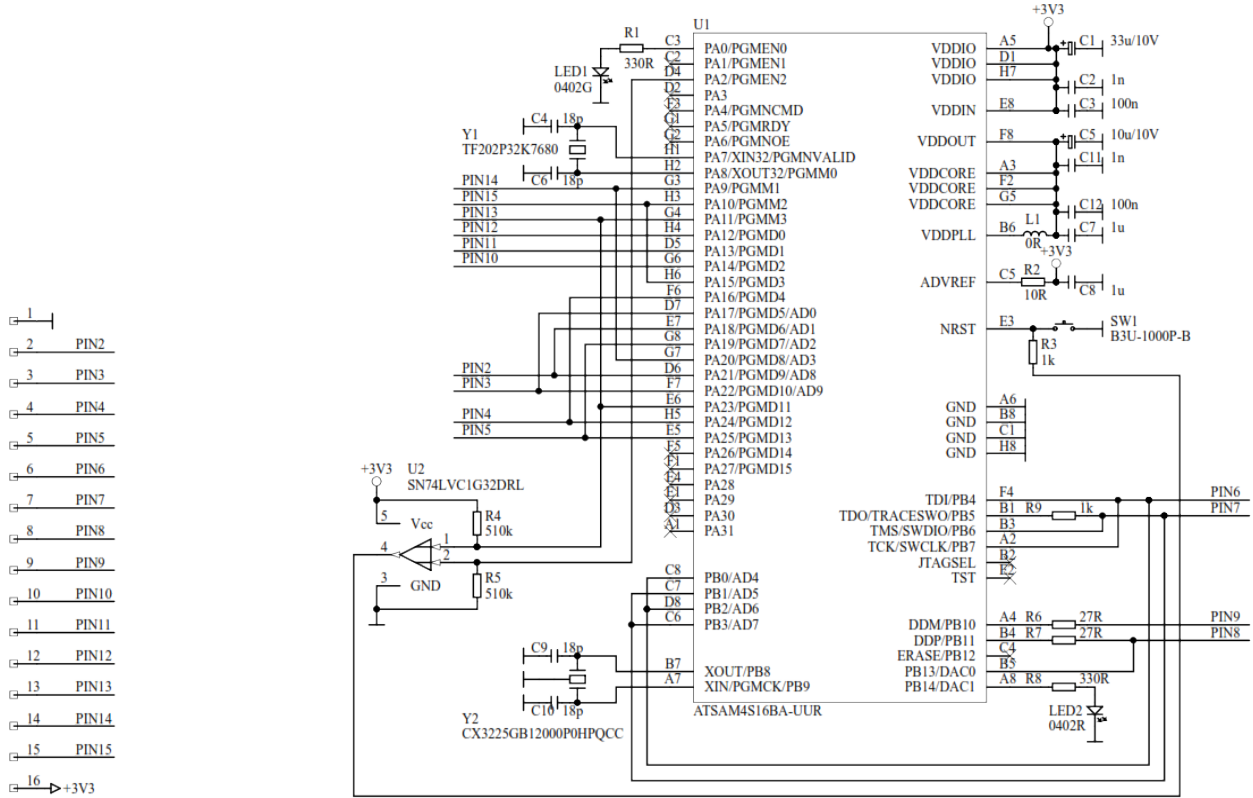 1
2 PIN2
3 PIN3
4 PIN4
5 PIN5
6 PIN6
7 PIN7
8 PIN8
9 PIN9
10 PIN10
11 PIN11
12 PIN12
13 PIN13
14 PIN14
15 PIN15
16 +3V3
U1
R1
330R
LED1
0402G
Y1
TF202P32K7680
C4 18p
C6 18p
PIN14
PIN15
PIN13
PIN12
PIN11
PIN10
PIN2
PIN3
PIN4
PIN5
C3 PA0/PGMEN0
C2 PA1/PGMEN1
D4 PA2/PGMEN2
D2 PA3
PA4/PGMNCMD
G1 PA5/PGMRDY
G2 PA6/PGMNOE
H1 PA7/XIN32/PGMNVALID
H2 PA8/XOUT32/PGMM0
G3 PA9/PGMM1
H3 PA10/PGMM2
G4 PA11/PGMM3
H4 PA12/PGMD0
D5 PA13/PGMD1
G6 PA14/PGMD2
H6 PA15/PGMD3
F6 PA16/PGMD4
D7 PA17/PGMD5/AD0
E7 PA18/PGMD6/AD1
G8 PA19/PGMD7/AD2
G7 PA20/PGMD8/AD3
D6 PA21/PGMD9/AD8
F7 PA22/PGMD10/AD9
E6 PA23/PGMD11
H5 PA24/PGMD12
E5 PA25/PGMD13
F5 PA26/PGMD14
PA27/PGMD15
E4 PA28
E1 PA29
D3 PA30
A1 PA31
C8 PB0/AD4
C7 PB1/AD5
D8 PB2/AD6
C6 PB3/AD7
B7 XOUT/PB8
A7 XIN/PGMCK/PB9
ATSAM4S16BA-UUR
+3V3
U2
SN74LVC1G32DRL
5 Vcc
4
1
2
3 GND
R4
510k
R5
510k
C9 18p
C10 18p
Y2
CX3225GB12000P0HPQCC
+3V3
VDDIO A5 C1 33u/10V
VDDIO D1
VDDIO H7 C2 1n
VDDIN E8 C3 100n
VDDOUT F8 C5 10u/10V
C11 1n
VDDCORE A3
VDDCORE F2
VDDCORE G5
C12 100n
VDDPLL B6 L1 C7 1u
0R
+3V3
ADVREF C5 R2 C8 1u
10R
NRST E3 SW1
B3U-1000P-B
R3
1k
GND A6
GND B8
GND C1
GND H8
TDI/PB4 F4 PIN6
TDO/TRACESWO/PB5 B1 R9 1k PIN7
TMS/SWDIO/PB6 B3
TCK/SWCLK/PB7 A2
JTAGSEL B2
TST E2
DDM/PB10 A4 R6 27R PIN9
DDP/PB11 B4 R7 27R PIN8
ERASE/PB12 C4
PB13/DAC0 B5
PB14/DAC1 A8 R8 330R
LED2
0402R